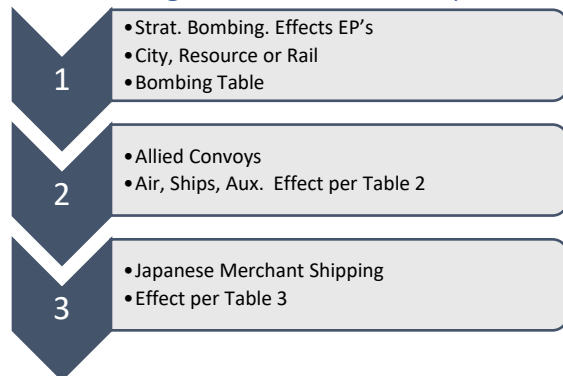 1
•Strat. Bombing. Effects EP's
•City, Resource or Rail
•Bombing Table
2
•Allied Convoys
•Air, Ships, Aux.  Effect per Table 2
3
•Japanese Merchant Shipping
•Effect per Table 3